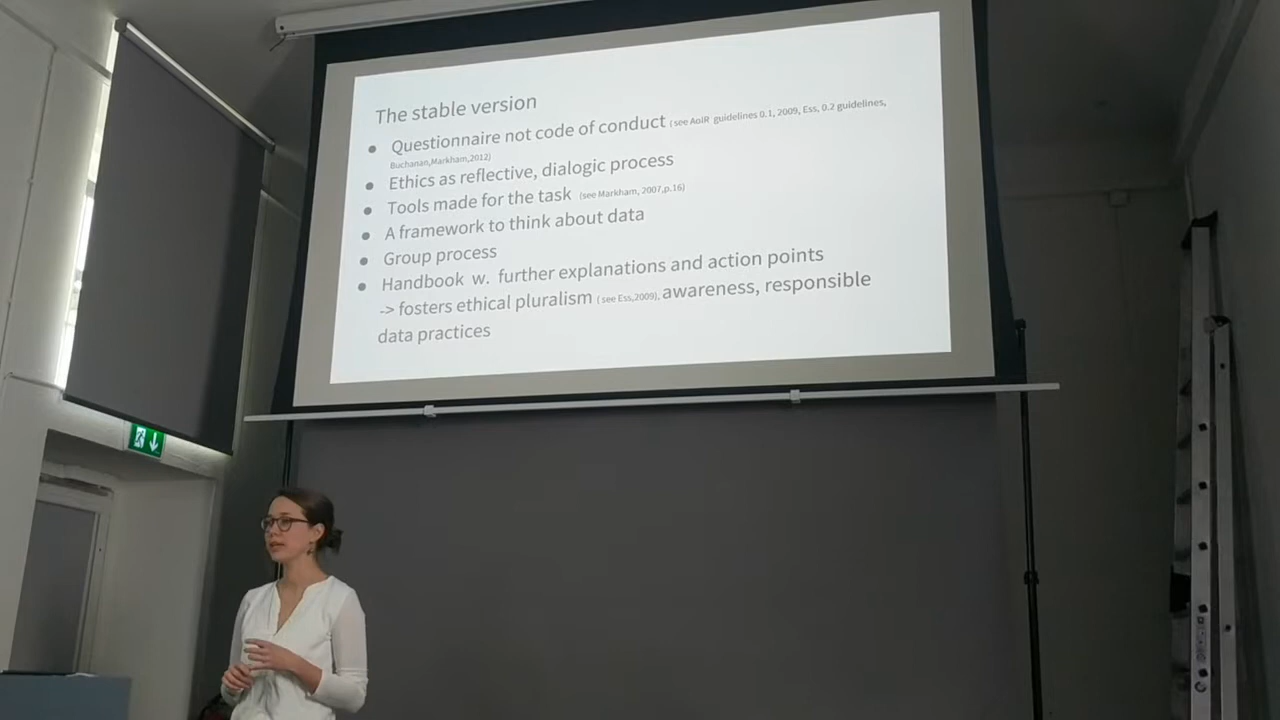 The stable version
● Questionnaire not code of conduct (see AoIR guidelines 0.1, 2009, Ess, 0.2 guidelines,
Buchanan,Markham,2012)
● Ethics as reflective, dialogic process
● Tools made for the task (see Markham, 2007,p.16)
● A framework to think about data
● Group process
● Handbook w. further explanations and action points
-> fosters ethical pluralism ( see Ess,2009), awareness, responsible
data practices